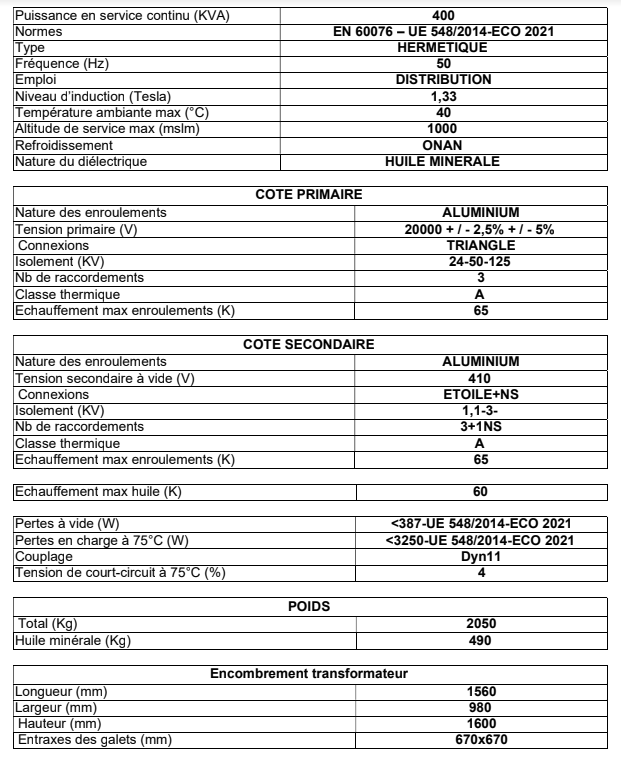 Puissance en service continu (KVA) 400
Normes EN 60076 – UE 548/2014-ECO 2021
Type HERMETIQUE
Fréquence (Hz) 50
Emploi DISTRIBUTION
Niveau d'induction (Tesla) 1,33
Température ambiante max (°C) 40
Altitude de service max (mslm) 1000
Refroidissement ONAN
Nature du diélectrique HUILE MINERALE
COTE PRIMAIRE
Nature des enroulements ALUMINIUM
Tension primaire (V) 20000 + / - 2,5% + / - 5%
Connexions TRIANGLE
Isolement (KV) 24-50-125
Nb de raccordements 3
Classe thermique A
Echauffement max enroulements (K) 65
COTE SECONDAIRE
Nature des enroulements ALUMINIUM
Tension secondaire à vide (V) 410
Connexions ETOILE+NS
Isolement (KV) 1,1-3-
Nb de raccordements 3+1NS
Classe thermique A
Echauffement max enroulements (K) 65
Echauffement max huile (K) 60
Pertes à vide (W) <387-UE 548/2014-ECO 2021
Pertes en charge à 75°C (W) <3250-UE 548/2014-ECO 2021
Couplage Dyn11
Tension de court-circuit à 75°C (%) 4
POIDS
Total (Kg) 2050
Huile minérale (Kg) 490
Encombrement transformateur
Longueur (mm) 1560
Largeur (mm) 980
Hauteur (mm) 1600
Entraxes des galets (mm) 670x670